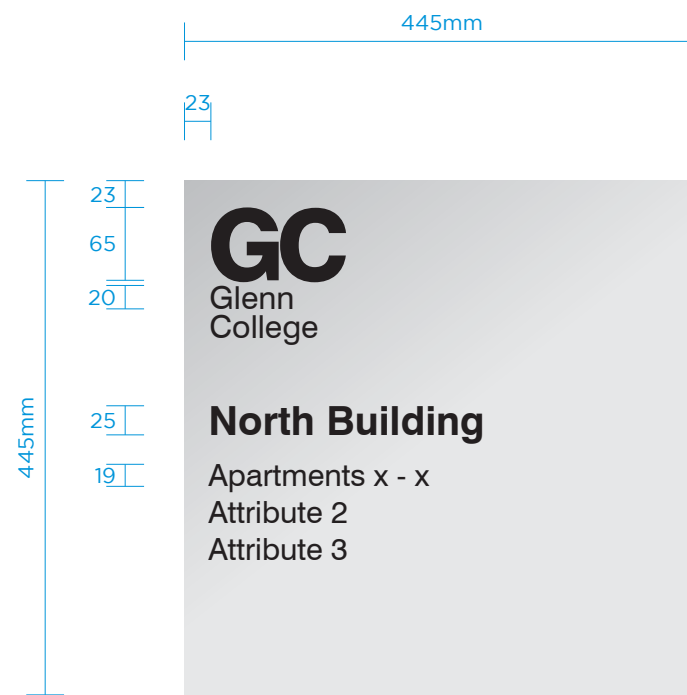 445mm
23
23
65
20
25
19
445mm
GC
Glenn
College
North Building
Apartments x - x
Attribute 2
Attribute 3